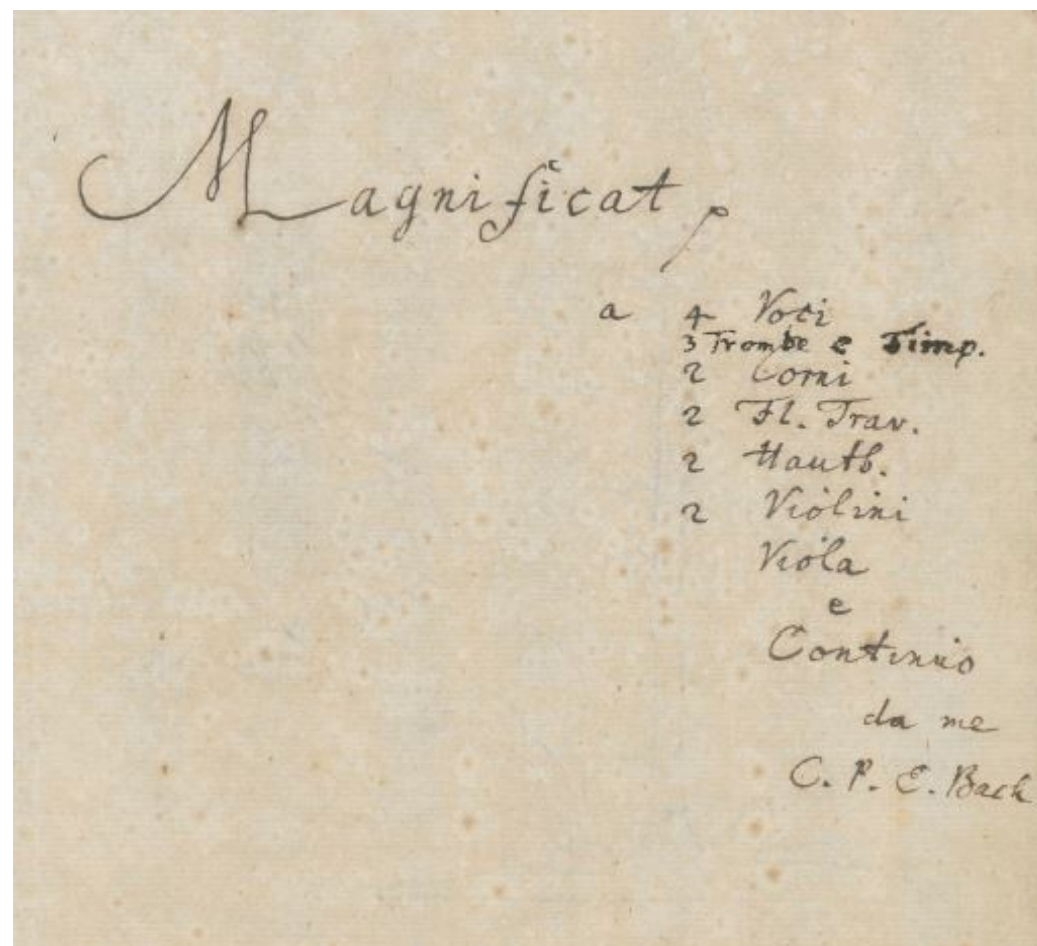 Magnificat,
a 4 Voci
3 Trombe e Timp.
2 Corni
2 Fl. Trav.
2 Hautb.
2 Violini
Viola
e
Continuo
da me
C. P. E. Bach